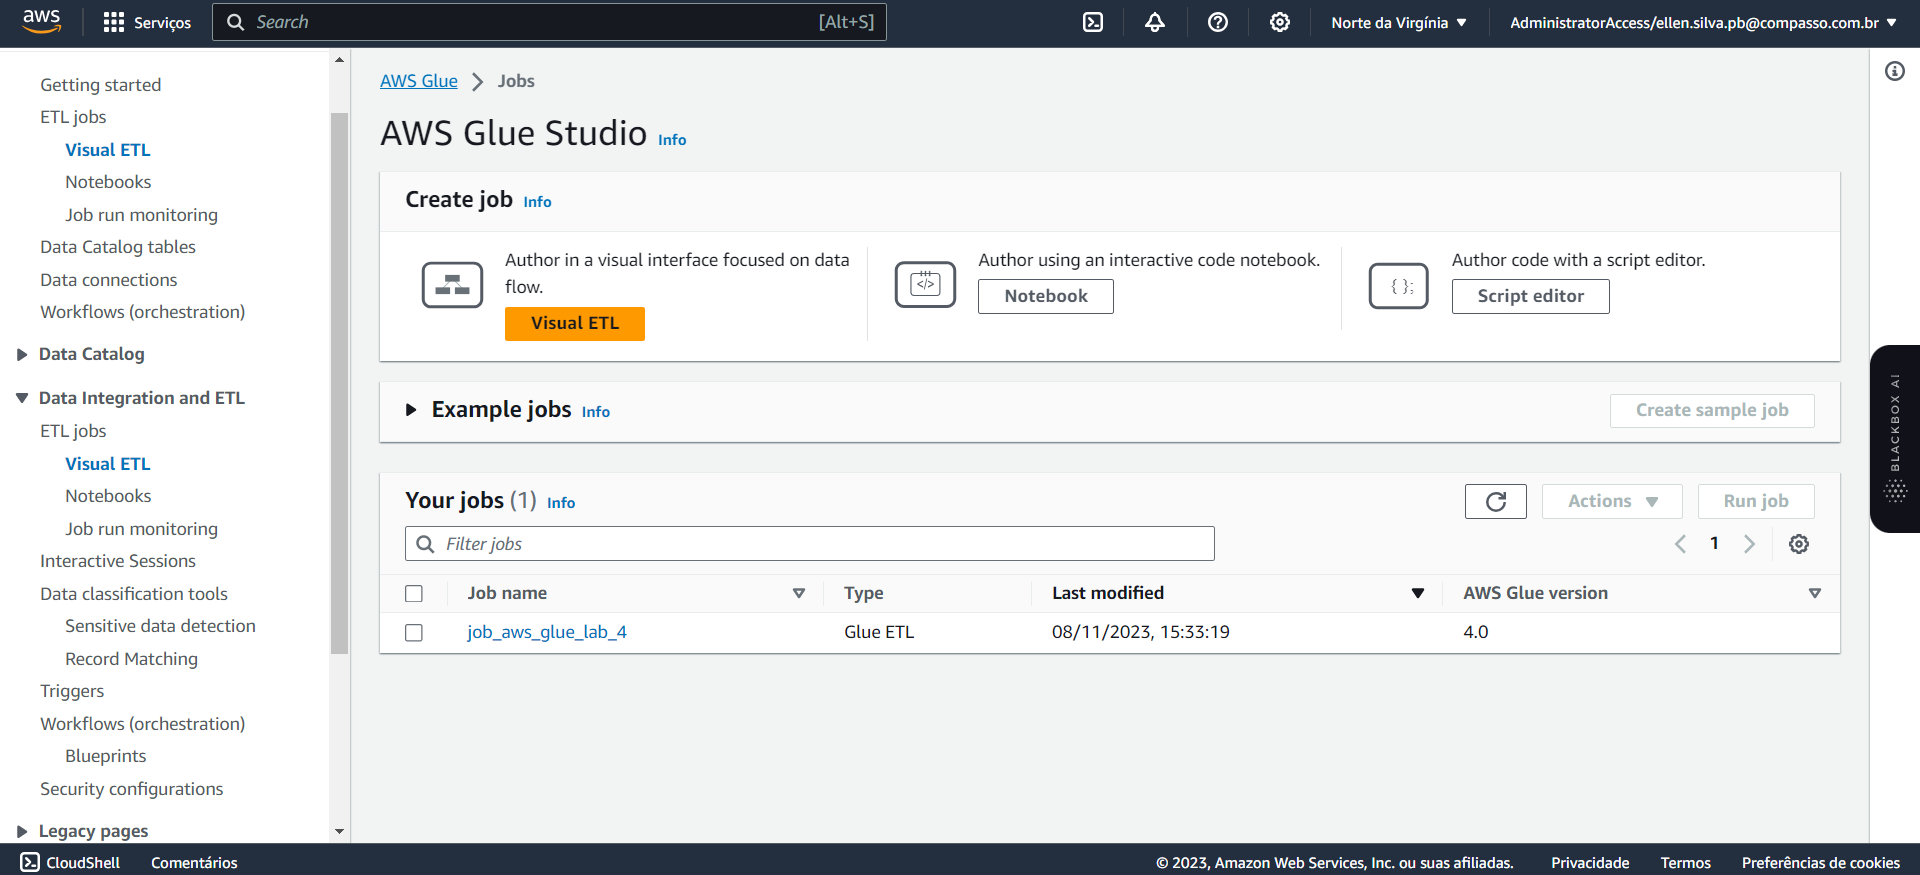 aws
Serviços
Search
[Alt+S]
Norte da Virgínia
AdministratorAccess/ellen.silva.pb@compasso.com.br
Getting started
ETL jobs
Visual ETL
Notebooks
Job run monitoring
Data Catalog tables
Data connections
Workflows (orchestration)
Data Catalog
Data Integration and ETL
ETL jobs
Visual ETL
Notebooks
Job run monitoring
Interactive Sessions
Data classification tools
Sensitive data detection
Record Matching
Triggers
Workflows (orchestration)
Blueprints
Security configurations
Legacy pages
AWS Glue > Jobs
AWS Glue Studio Info
Create job Info
Author in a visual interface focused on data
flow.
Visual ETL
</>
Author using an interactive code notebook.
Notebook
{ };
Author code with a script editor.
Script editor
Example jobs Info
Create sample job
Your jobs (1) Info
Actions
Run job
Filter jobs
1
Job name Type Last modified AWS Glue version
job_aws_glue_lab_4 Glue ETL 08/11/2023, 15:33:19 4.0
BLACKBOX AI
CloudShell
Comentários
© 2023, Amazon Web Services, Inc. ou suas afiliadas.
Privacidade
Termos
Preferências de cookies